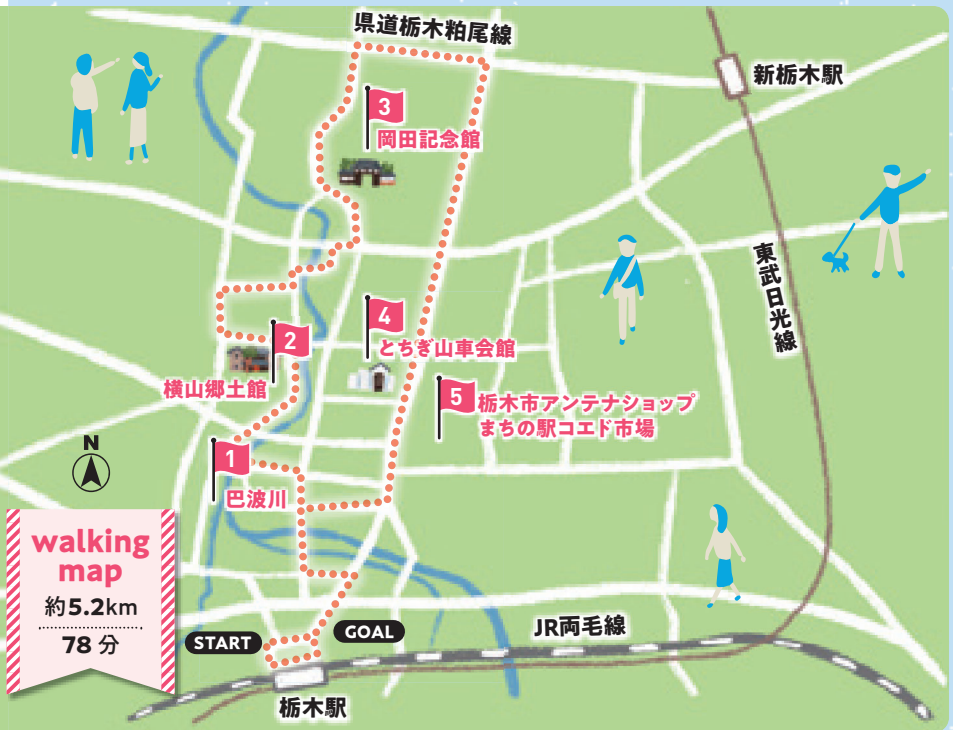 県道栃木粕尾線
新栃木駅
3
岡田記念館
東武日光線
4
とちぎ山車会館
2
横山郷土館
5
栃木市アンテナショップ
まちの駅コエド市場
N
1
巴波川
walking
map
約5.2km
78分
START
GOAL
JR両毛線
栃木駅